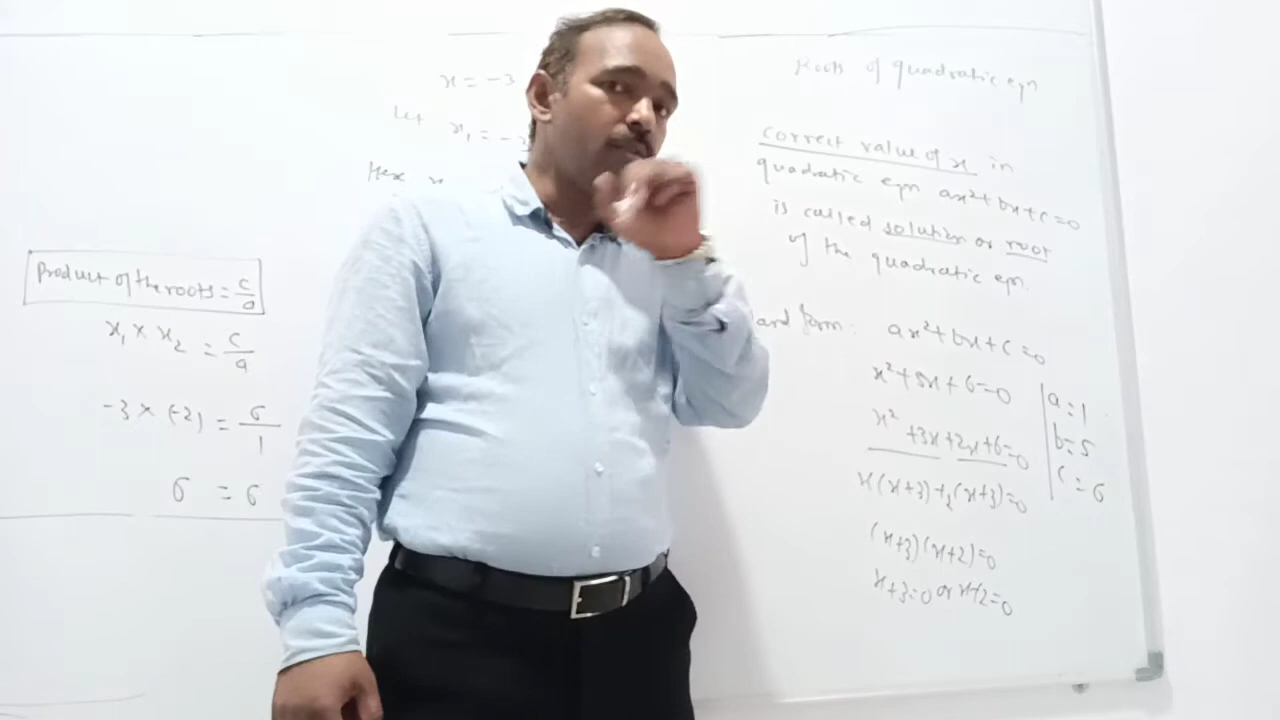 Roots of quadratic eqn
correct value of x in
quadratic eqn ax²+bx+c=0
is called solution or root
of the quadratic eqn.
and form: ax²+bx+c=0
x²+5x+6=0
x²+3x+2x+6=0
x(x+3)+2(x+3)=0
(x+3)(x+2)=0
x+3=0 or x+2=0
a=1
b=5
c=6
x=-3
Let x₁=-3
Here x
Product of the roots = c/a
x₁ × x₂ = c/a
-3 × (-2) = 6/1
6 = 6